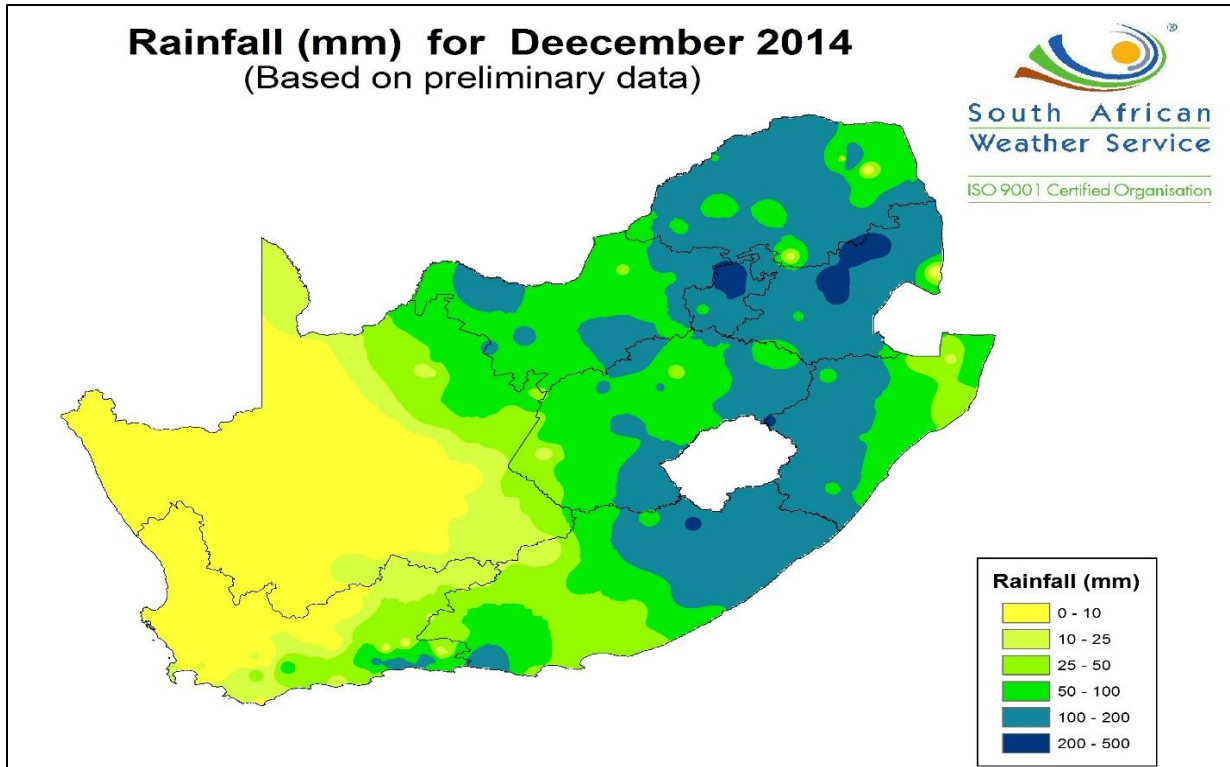 Rainfall (mm) for Deecember 2014
(Based on preliminary data)
®
South African
Weather Service
ISO 9001 Certified Organisation
Rainfall (mm)
0 - 10
10 - 25
25 - 50
50 - 100
100 - 200
200 - 500